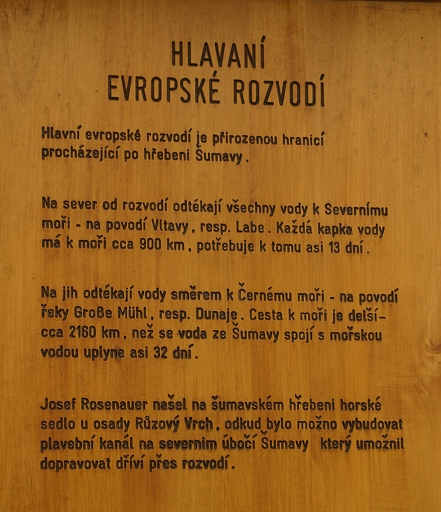 HLAVANÍ
EVROPSKÉ ROZVODÍ
Hlavní evropské rozvodí je přirozenou hranicí
procházející po hřebeni Šumavy.
Na sever od rozvodí odtékají všechny vody k Severnímu
moři - na povodí Vltavy, resp. Labe. Každá kapka vody
má k moři cca 900 km, potřebuje k tomu asi 13 dní.
Na jih odtékají vody směrem k Černému moři - na povodí
řeky Große Mühl, resp. Dunaje. Cesta k moři je delší-
cca 2160 km, než se voda ze Šumavy spojí s mořskou
vodou uplyne asi 32 dní.
Josef Rosenauer našel na šumavském hřebeni horské
sedlo u osady Růzový Vrch, odkud bylo možno vybudovat
plavební kanál na severnim úbočí Šumavy který umožnil
dopravovat dříví přes rozvodí.